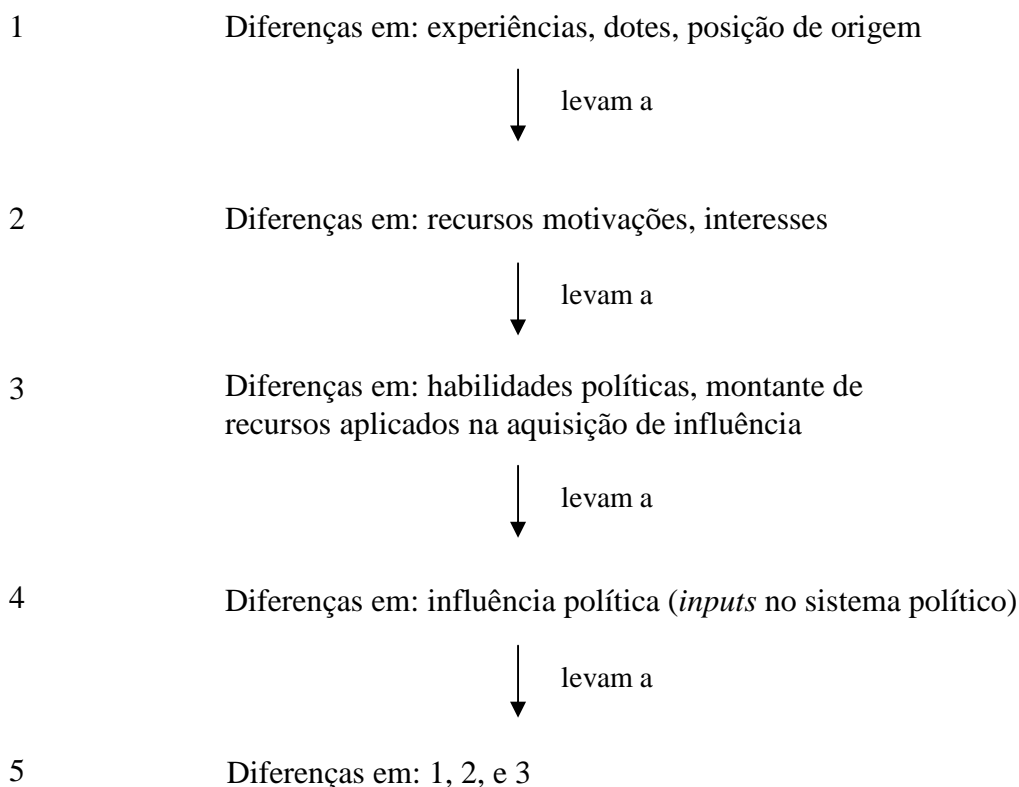 1 Diferenças em: experiências, dotes, posição de origem
levam a
2 Diferenças em: recursos motivações, interesses
levam a
3 Diferenças em: habilidades políticas, montante de
recursos aplicados na aquisição de influência
levam a
4 Diferenças em: influência política (inputs no sistema político)
levam a
5 Diferenças em: 1, 2, e 3